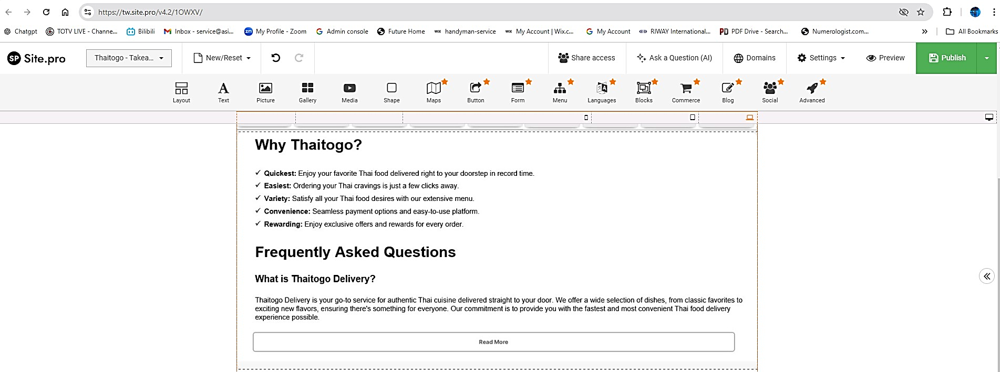 https://tw.site.pro/v4.2/1OWXV/
Chatgpt TOTV LIVE - Channe... Bilibili Inbox - service@asi... My Profile - Zoom Admin console Future Home handyman-service My Account | Wix.c... My Account RIWAY International... PDF Drive - Search... Numerologist.com... » All Bookmarks
SP Site.pro Thaitogo - Takea... New/Reset Share access Ask a Question (AI) Domains Settings Preview Publish
Layout Text Picture Gallery Media Shape Maps Button Form Menu Languages Blocks Commerce Blog Social Advanced
Why Thaitogo?
✓ Quickest: Enjoy your favorite Thai food delivered right to your doorstep in record time.
✓ Easiest: Ordering your Thai cravings is just a few clicks away.
✓ Variety: Satisfy all your Thai food desires with our extensive menu.
✓ Convenience: Seamless payment options and easy-to-use platform.
✓ Rewarding: Enjoy exclusive offers and rewards for every order.
Frequently Asked Questions
What is Thaitogo Delivery?
Thaitogo Delivery is your go-to service for authentic Thai cuisine delivered straight to your door. We offer a wide selection of dishes, from classic favorites to
exciting new flavors, ensuring there's something for everyone. Our commitment is to provide you with the fastest and most convenient Thai food delivery
experience possible.
Read More